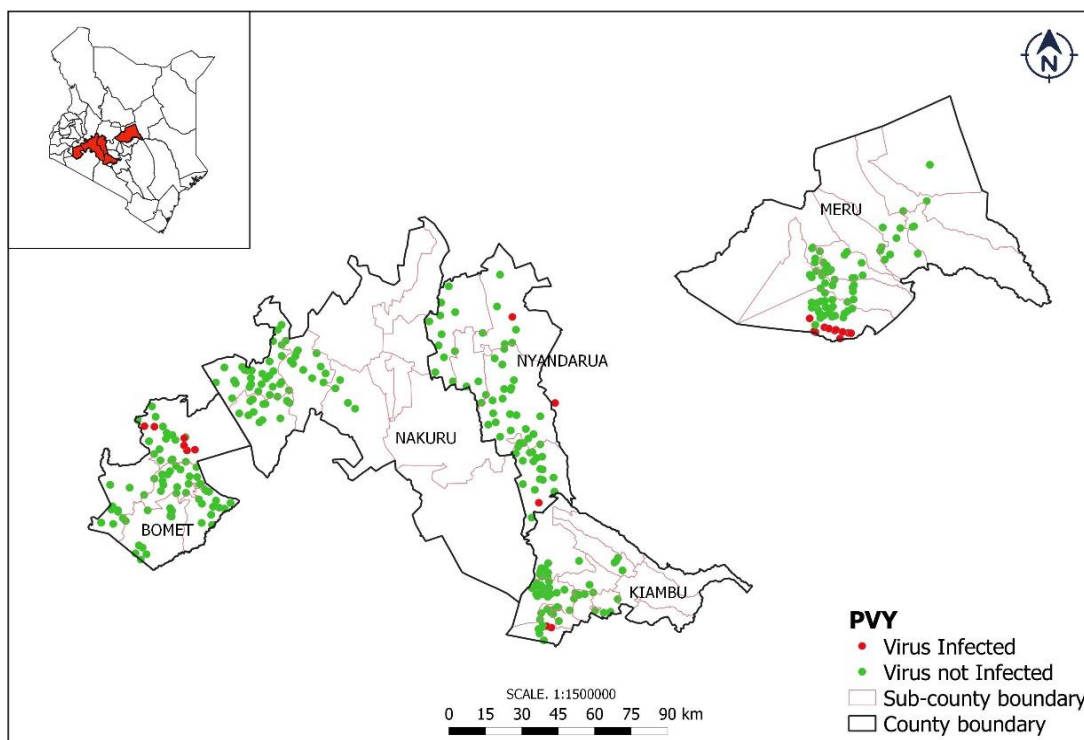 N
MERU
NYANDARUA
NAKURU
BOMET
KIAMBU
PVY
Virus Infected
Virus not Infected
Sub-county boundary
County boundary
SCALE. 1:1500000
0 15 30 45 60 75 90 km